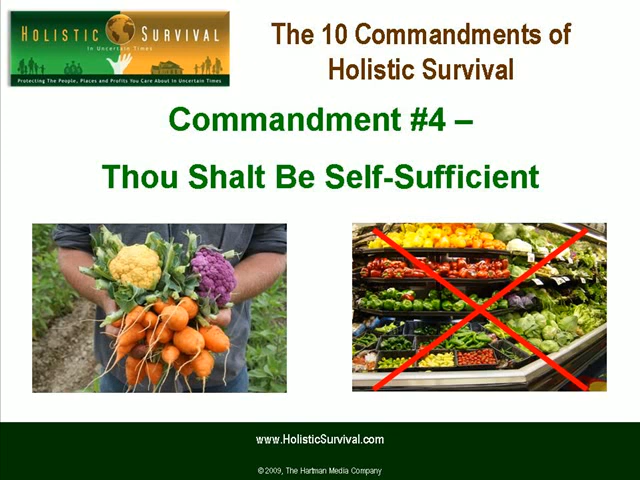 HOLISTIC SURVIVAL
In Uncertain Times
Protecting The People, Places and Profits You Care About In Uncertain Times
The 10 Commandments of
Holistic Survival
Commandment #4 –
Thou Shalt Be Self-Sufficient
www.HolisticSurvival.com
© 2009, The Hartman Media Company